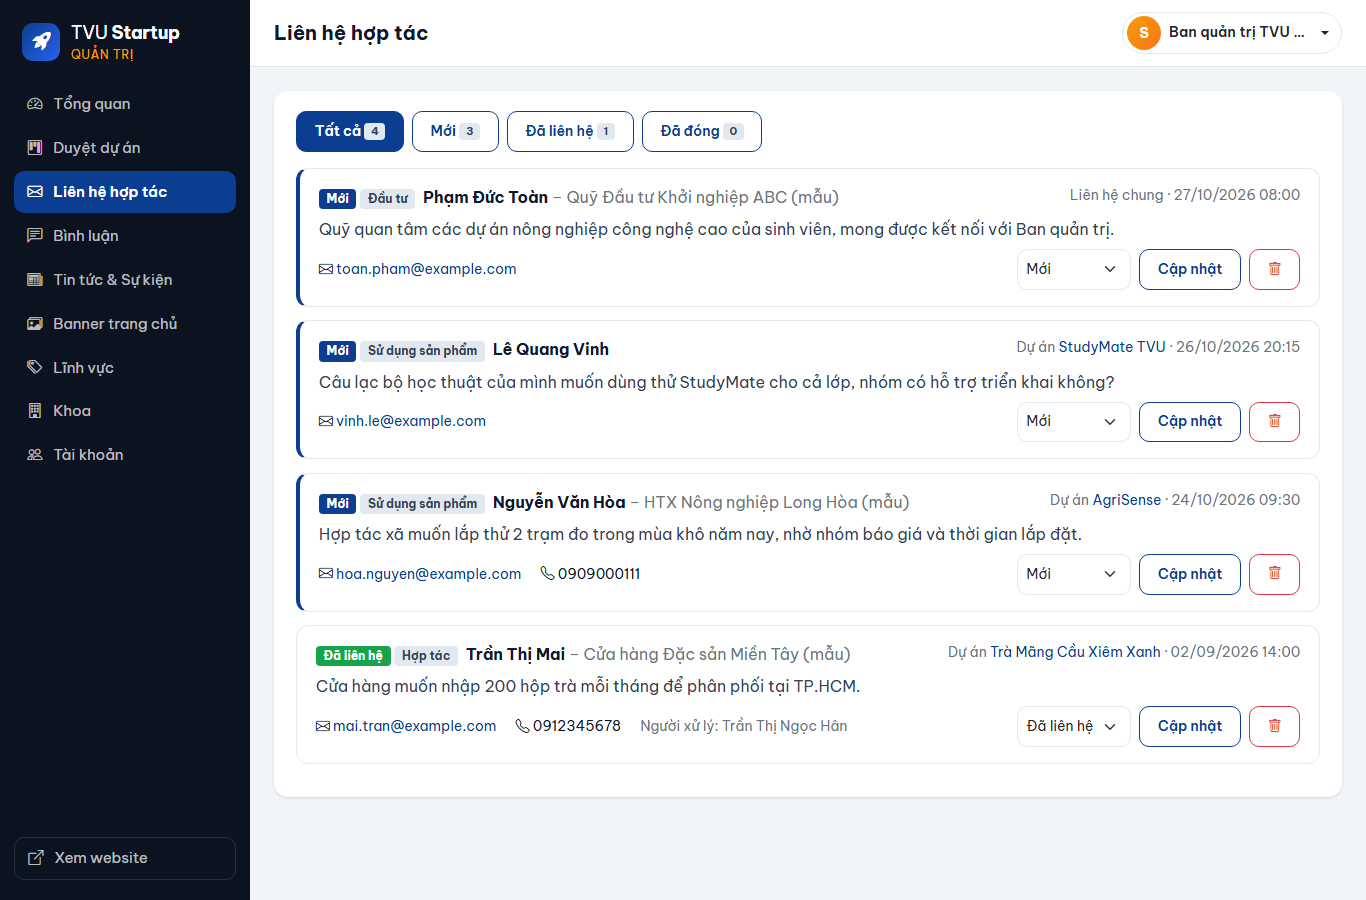 TVU Startup
QUẢN TRỊ
Tổng quan
Duyệt dự án
Liên hệ hợp tác
Bình luận
Tin tức & Sự kiện
Banner trang chủ
Lĩnh vực
Khoa
Tài khoản
Xem website
Liên hệ hợp tác
S Ban quản trị TVU ...
Tất cả 4 Mới 3 Đã liên hệ 1 Đã đóng 0
Mới Đầu tư Phạm Đức Toàn – Quỹ Đầu tư Khởi nghiệp ABC (mẫu) Liên hệ chung · 27/10/2026 08:00
Quỹ quan tâm các dự án nông nghiệp công nghệ cao của sinh viên, mong được kết nối với Ban quản trị.
toan.pham@example.com Mới Cập nhật
Mới Sử dụng sản phẩm Lê Quang Vinh Dự án StudyMate TVU · 26/10/2026 20:15
Câu lạc bộ học thuật của mình muốn dùng thử StudyMate cho cả lớp, nhóm có hỗ trợ triển khai không?
vinh.le@example.com Mới Cập nhật
Mới Sử dụng sản phẩm Nguyễn Văn Hòa – HTX Nông nghiệp Long Hòa (mẫu) Dự án AgriSense · 24/10/2026 09:30
Hợp tác xã muốn lắp thử 2 trạm đo trong mùa khô năm nay, nhờ nhóm báo giá và thời gian lắp đặt.
hoa.nguyen@example.com 0909000111 Mới Cập nhật
Đã liên hệ Hợp tác Trần Thị Mai – Cửa hàng Đặc sản Miền Tây (mẫu) Dự án Trà Mãng Cầu Xiêm Xanh · 02/09/2026 14:00
Cửa hàng muốn nhập 200 hộp trà mỗi tháng để phân phối tại TP.HCM.
mai.tran@example.com 0912345678 Người xử lý: Trần Thị Ngọc Hân Đã liên hệ Cập nhật